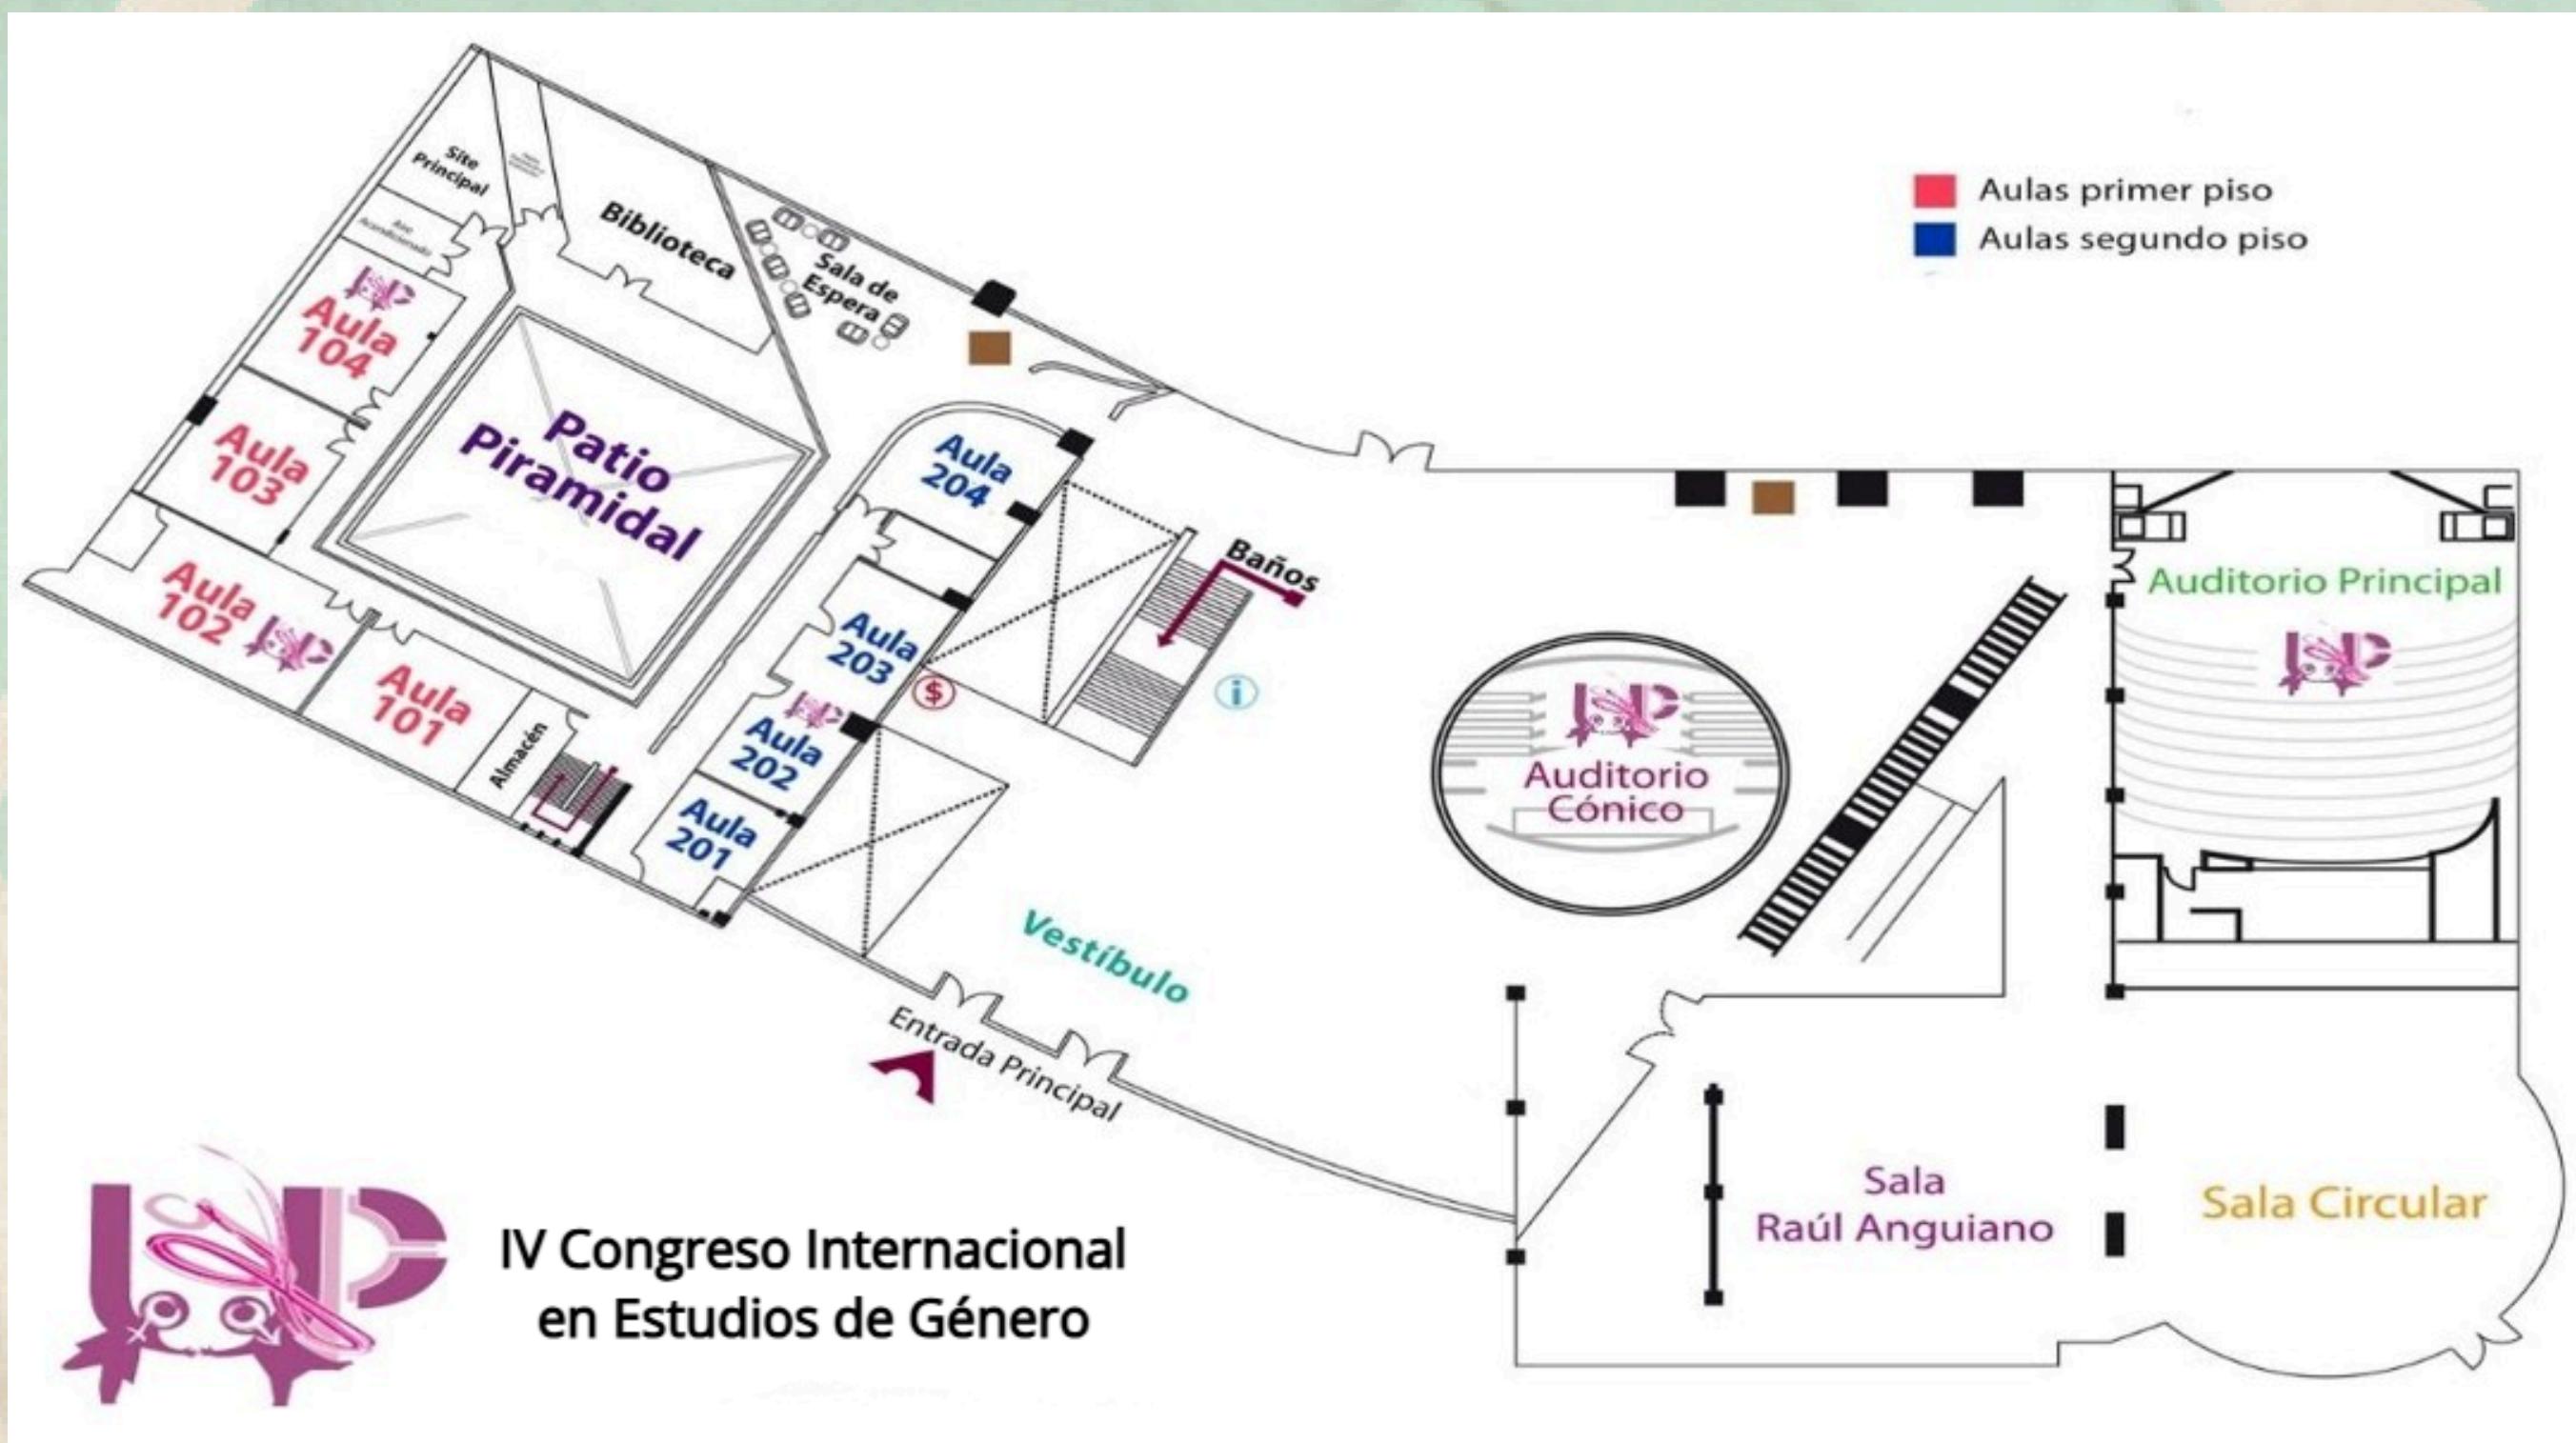 Site
Principal
Aire
Acondicionado
Biblioteca
Sala de
Espera
Aula
104
Aula
103
Aula
102
Aula
101
Almacén
Patio
Piramidal
Aula
204
Aula
203
Aula
202
Aula
201
Baños
$
i
Vestíbulo
Entrada Principal
Aulas primer piso
Aulas segundo piso
Auditorio Principal
Auditorio
Cónico
Sala
Raúl Anguiano
Sala Circular
IV Congreso Internacional
en Estudios de Género